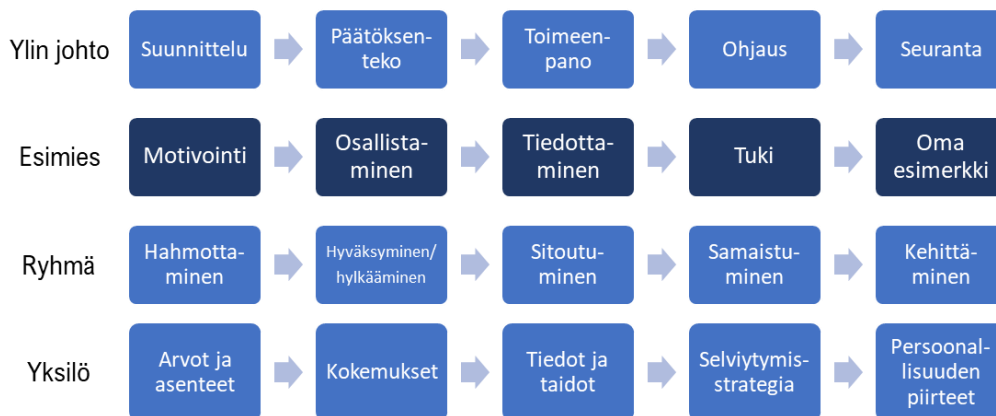 Ylin johto
Suunnittelu
Päätöksen-
teko
Toimeen-
pano
Ohjaus
Seuranta
Esimies
Motivointi
Osallista-
minen
Tiedotta-
minen
Tuki
Oma
esimerkki
Ryhmä
Hahmotta-
minen
Hyväksyminen/
hylkääminen
Sitoutu-
minen
Samaistu-
minen
Kehittä-
minen
Yksilö
Arvot ja
asenteet
Kokemukset
Tiedot ja
taidot
Selviytymis-
strategia
Persoonal-
lisuuden
piirteet